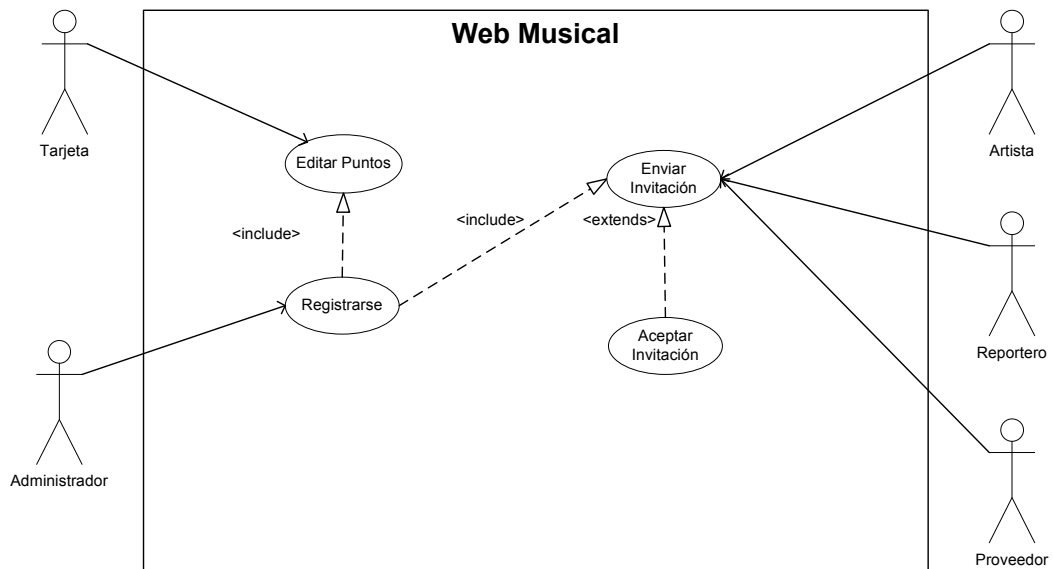 Web Musical
Tarjeta
Editar Puntos
Enviar
Invitación
Artista
<include>
<include>
<extends>
Registrarse
Aceptar
Invitación
Reportero
Administrador
Proveedor